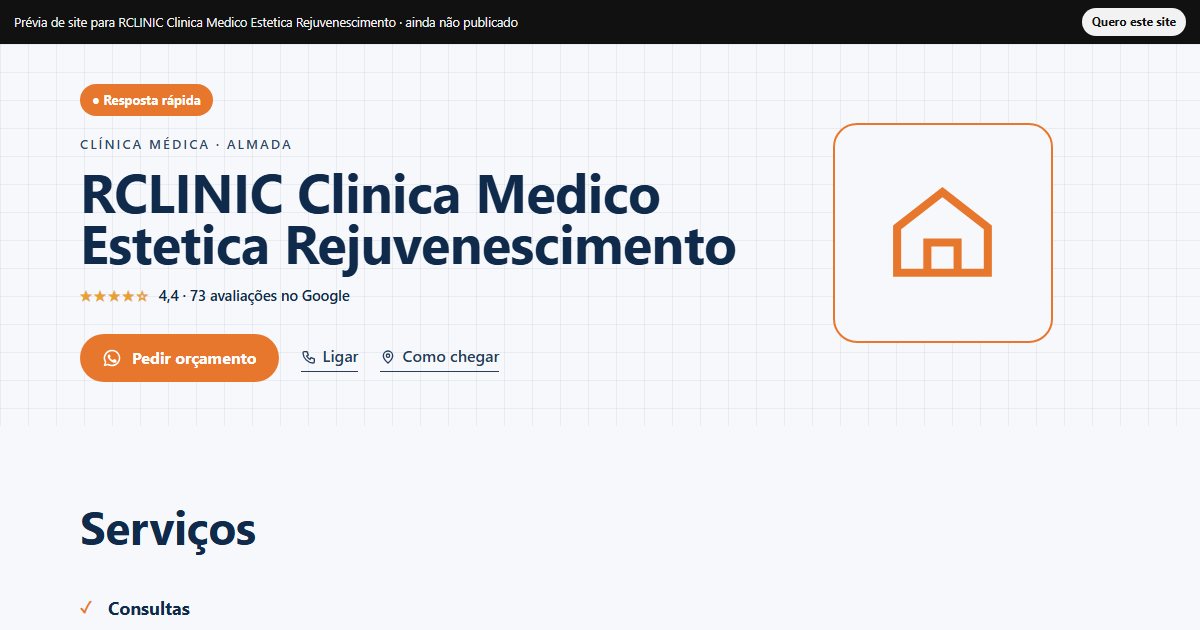 Prévia de site para RCLINIC Clinica Medico Estetica Rejuvenescimento · ainda não publicado
Quero este site
Resposta rápida
CLÍNICA MÉDICA · ALMADA
RCLINIC Clinica Medico
Estetica Rejuvenescimento
★★★★☆ 4,4 · 73 avaliações no Google
Pedir orçamento
Ligar
Como chegar
Serviços
✓ Consultas